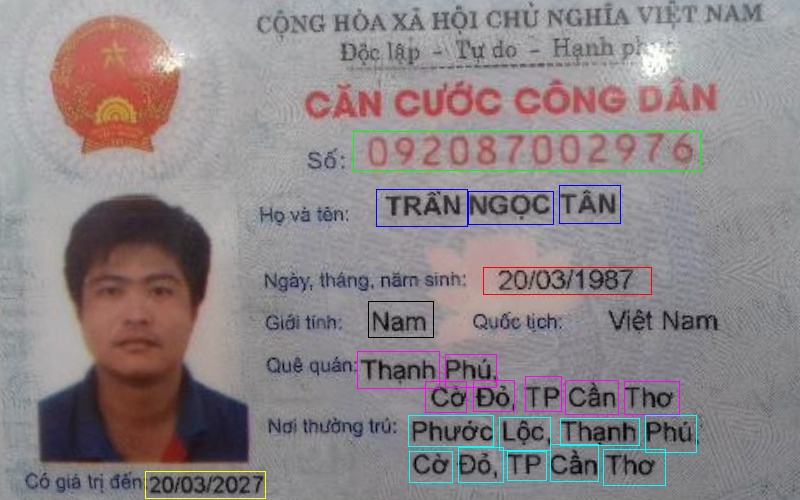 CỘNG HÒA XÃ HỘI CHỦ NGHĨA VIỆT NAM
Độc lập - Tự do - Hạnh phúc
CĂN CƯỚC CÔNG DÂN
Số: 092087002976
Họ và tên: TRẦN NGỌC TÂN
Ngày, tháng, năm sinh: 20/03/1987
Giới tính: Nam Quốc tịch: Việt Nam
Quê quán: Thạnh Phú,
Cờ Đỏ, TP Cần Thơ
Nơi thường trú: Phước Lộc, Thạnh Phú,
Cờ Đỏ, TP Cần Thơ
Có giá trị đến: 20/03/2027